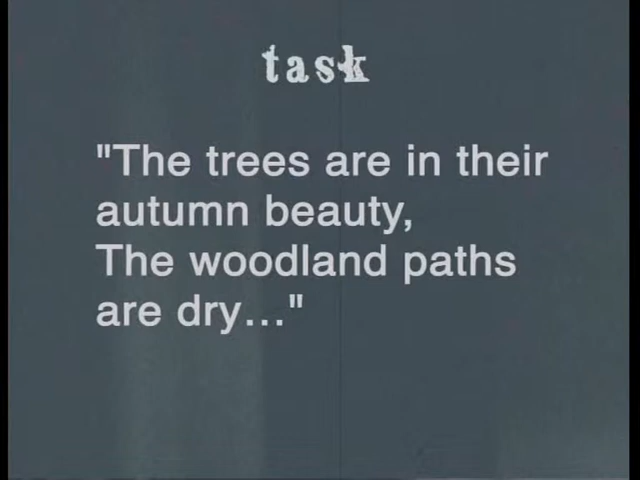 task
"The trees are in their
autumn beauty,
The woodland paths
are dry..."